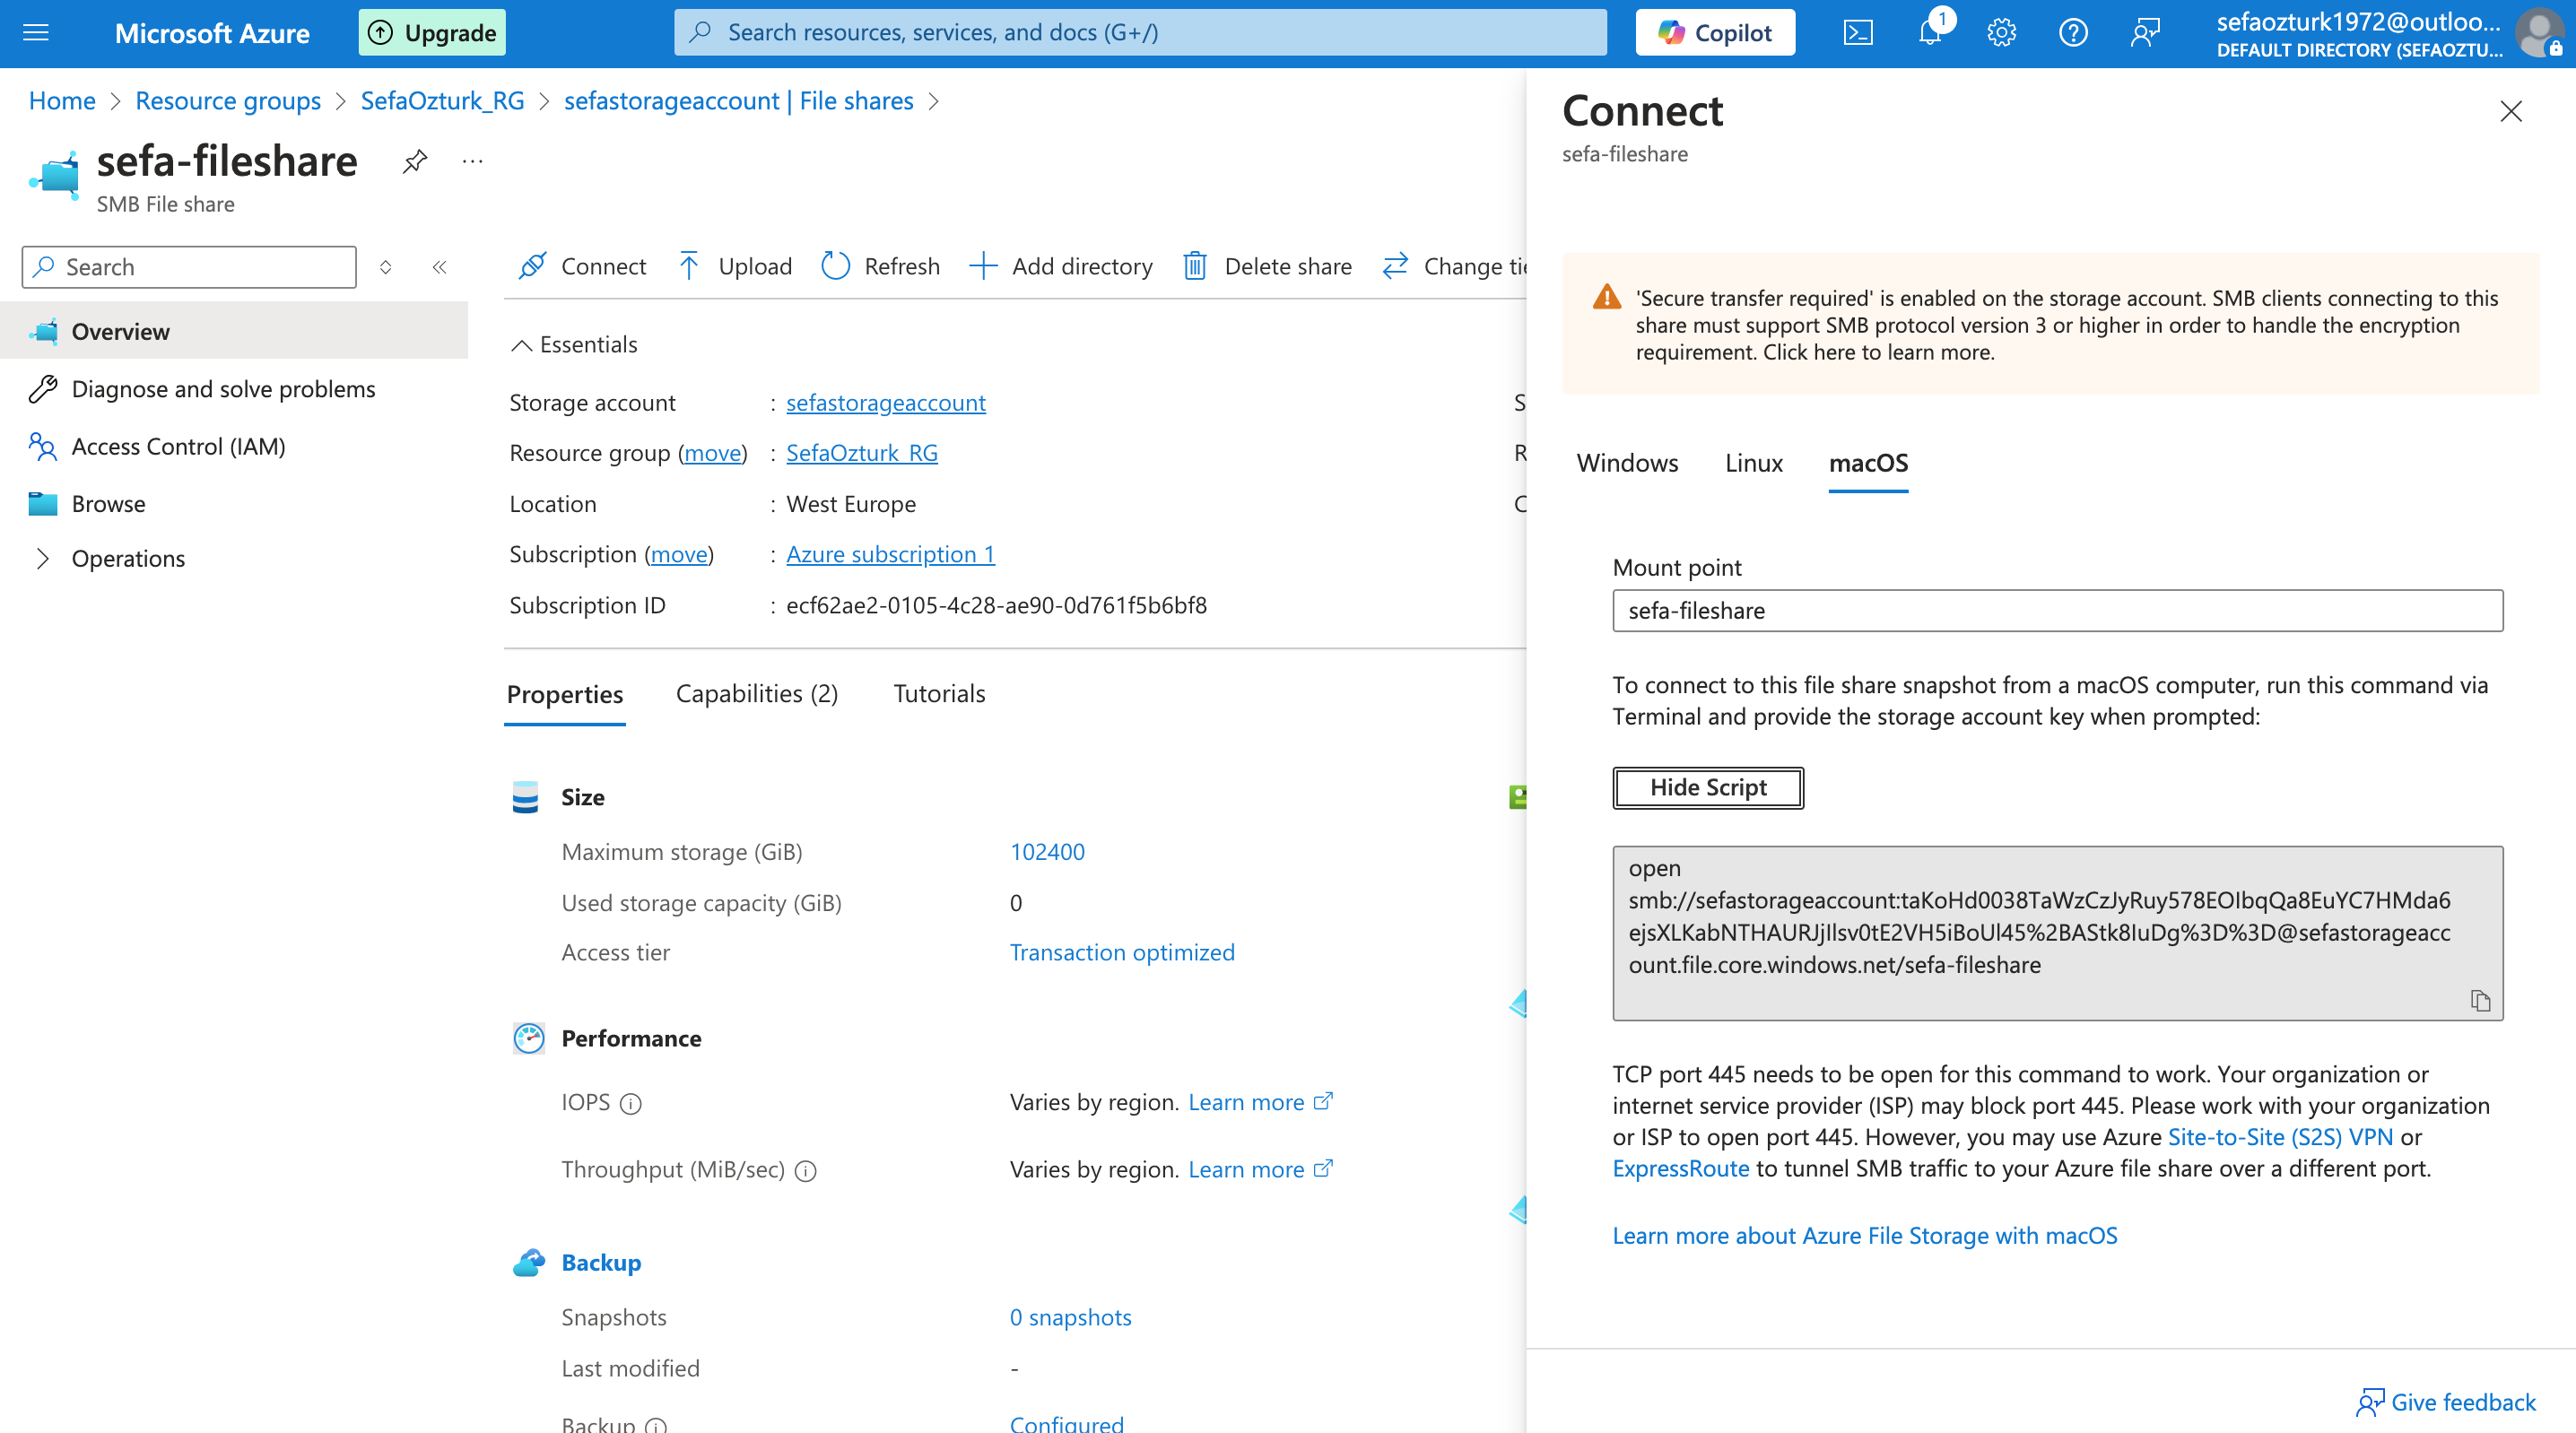 Microsoft Azure
Upgrade
Search resources, services, and docs (G+/)
Copilot
1
sefaozturk1972@outloo...
DEFAULT DIRECTORY (SEFAOZTU...
Home > Resource groups > SefaOzturk_RG > sefastorageaccount | File shares >
sefa-fileshare
...
SMB File share
Search
Overview
Diagnose and solve problems
Access Control (IAM)
Browse
Operations
Connect
Upload
Refresh
Add directory
Delete share
Change tie
Essentials
Storage account : sefastorageaccount
Resource group (move) : SefaOzturk_RG
Location : West Europe
Subscription (move) : Azure subscription 1
Subscription ID : ecf62ae2-0105-4c28-ae90-0d761f5b6bf8
S
R
Properties
Capabilities (2)
Tutorials
Size
Maximum storage (GiB) 102400
Used storage capacity (GiB) 0
Access tier Transaction optimized
Performance
IOPS Varies by region. Learn more
Throughput (MiB/sec) Varies by region. Learn more
Backup
Snapshots 0 snapshots
Last modified -
Backup Configured
Connect
sefa-fileshare
'Secure transfer required' is enabled on the storage account. SMB clients connecting to this
share must support SMB protocol version 3 or higher in order to handle the encryption
requirement. Click here to learn more.
Windows
Linux
macOS
Mount point
sefa-fileshare
To connect to this file share snapshot from a macOS computer, run this command via
Terminal and provide the storage account key when prompted:
Hide Script
open
smb://sefastorageaccount:taKoHd0038TaWzCzJyRuy578EOIbqQa8EuYC7HMda6
ejsXLKabNTHAURJjIlsv0tE2VH5iBoUl45%2BAStk8IuDg%3D%3D@sefastorageacc
ount.file.core.windows.net/sefa-fileshare
TCP port 445 needs to be open for this command to work. Your organization or
internet service provider (ISP) may block port 445. Please work with your organization
or ISP to open port 445. However, you may use Azure Site-to-Site (S2S) VPN or
ExpressRoute to tunnel SMB traffic to your Azure file share over a different port.
Learn more about Azure File Storage with macOS
Give feedback